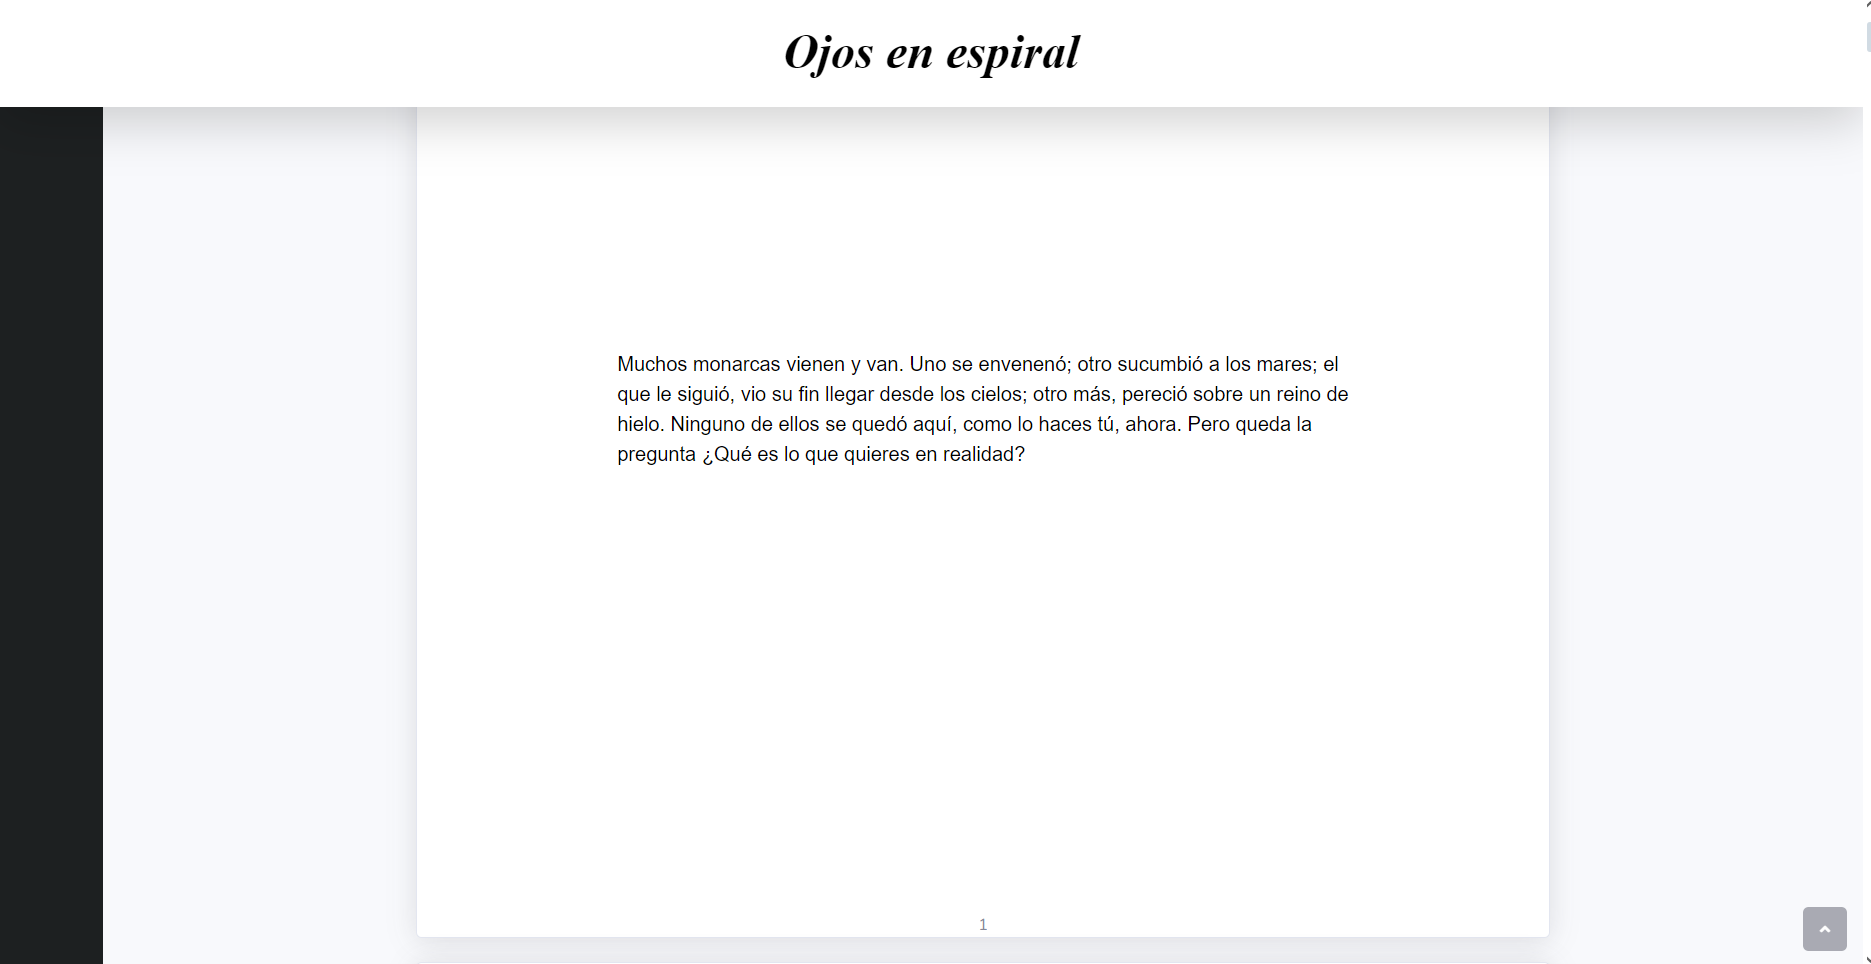 Ojos en espiral
Muchos monarcas vienen y van. Uno se envenenó; otro sucumbió a los mares; el
que le siguió, vio su fin llegar desde los cielos; otro más, pereció sobre un reino de
hielo. Ninguno de ellos se quedó aquí, como lo haces tú, ahora. Pero queda la
pregunta ¿Qué es lo que quieres en realidad?
1